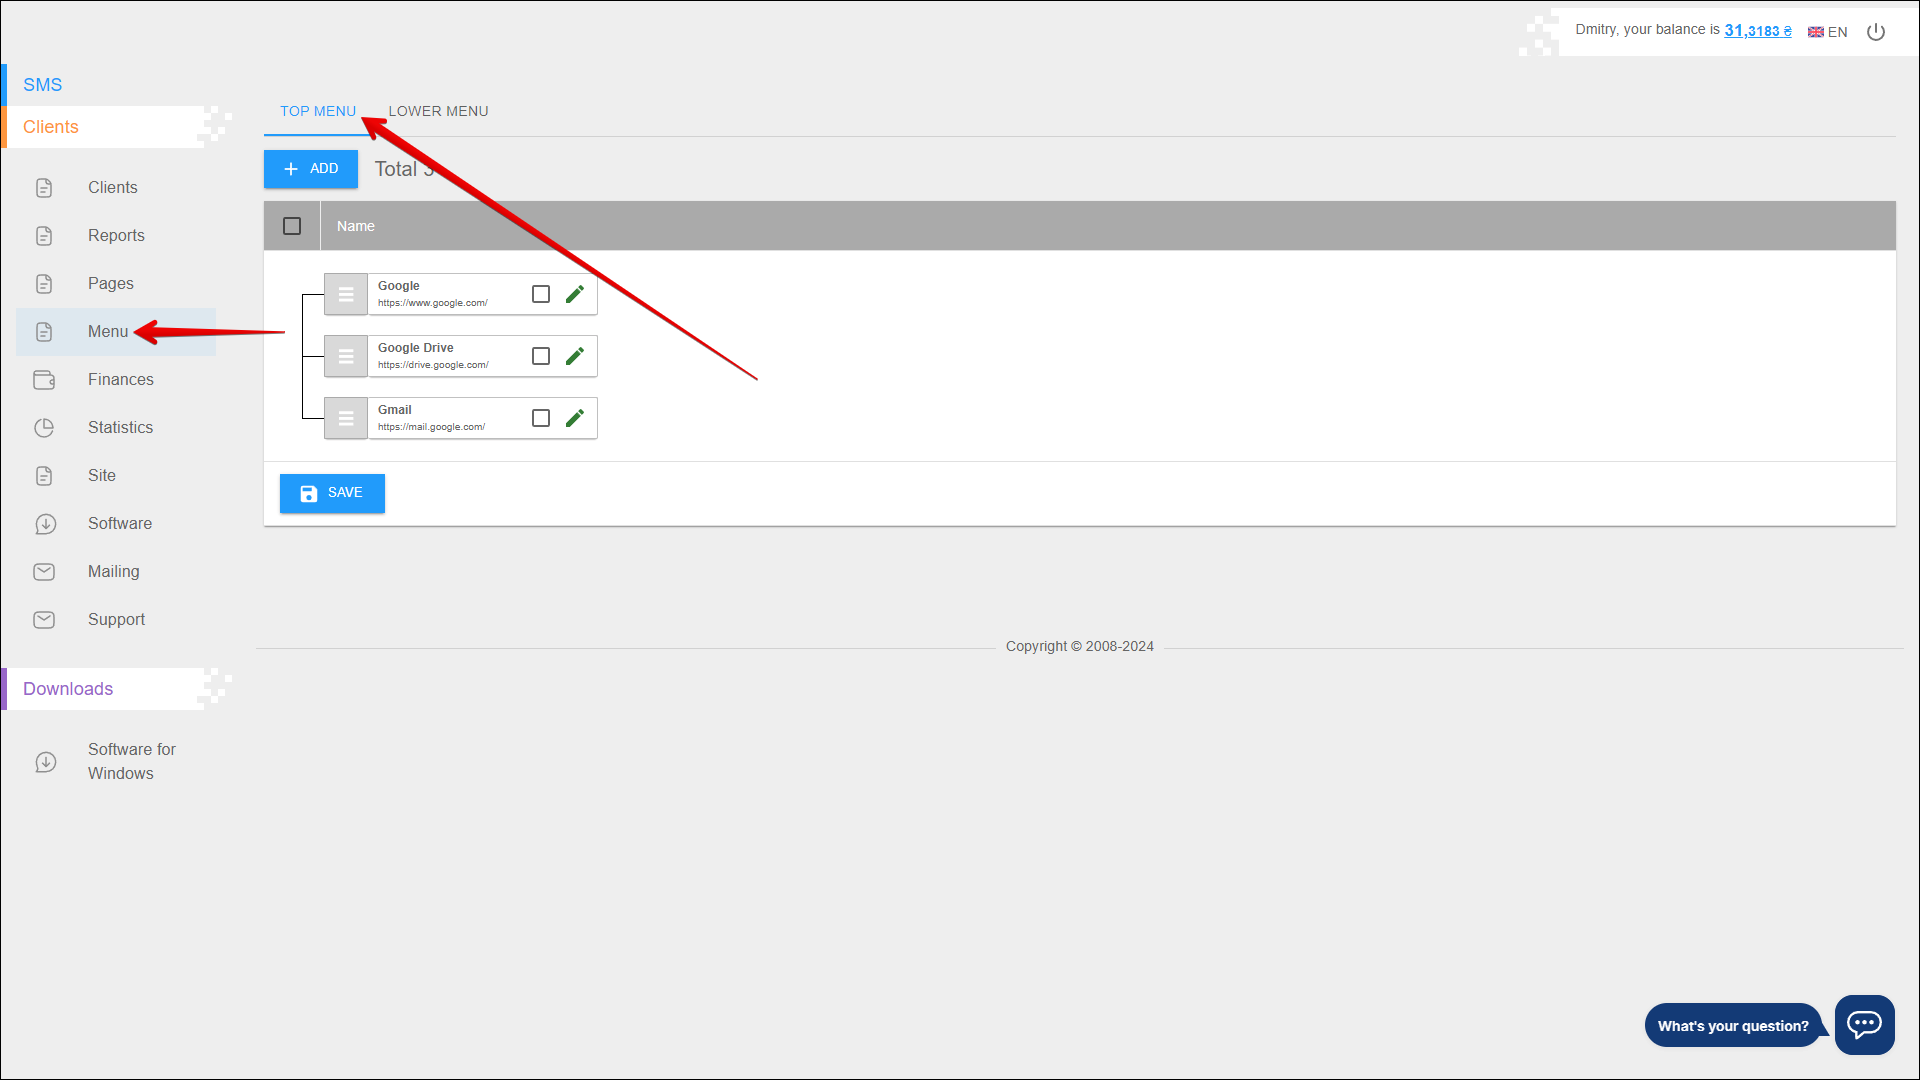 Dmitry, your balance is 31,3183 ₴ EN
SMS
Clients
Clients
Reports
Pages
Menu
Finances
Statistics
Site
Software
Mailing
Support
Downloads
Software for
Windows
TOP MENU LOWER MENU
ADD Total
Name
Google
https://www.google.com/
Google Drive
https://drive.google.com/
Gmail
https://mail.google.com/
SAVE
Copyright © 2008-2024
What's your question?